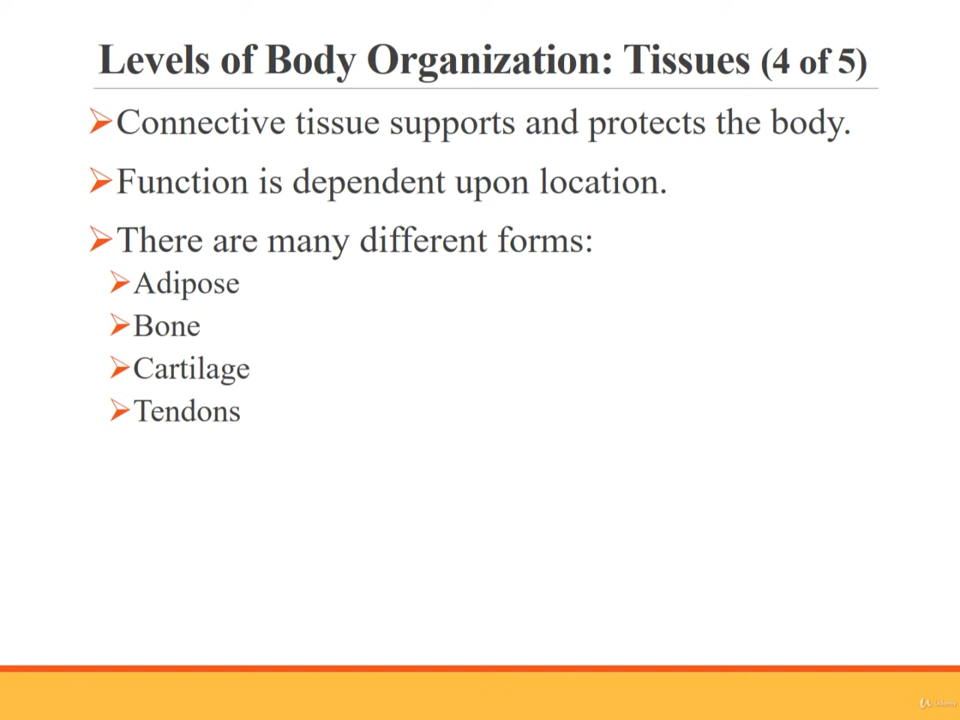 Levels of Body Organization: Tissues (4 of 5)
Connective tissue supports and protects the body.
Function is dependent upon location.
There are many different forms:
Adipose
Bone
Cartilage
Tendons
Udemy